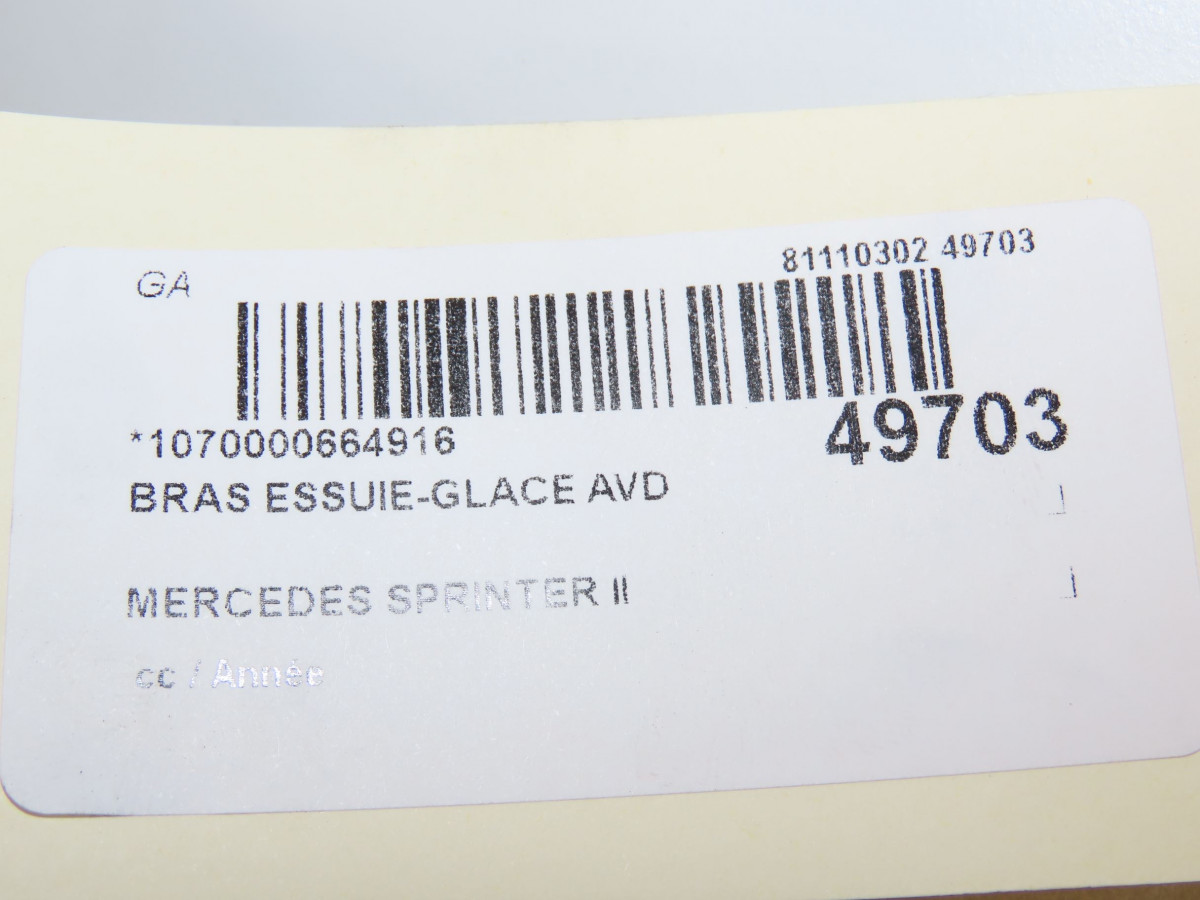 GA
81110302 49703
*1070000664916
49703
BRAS ESSUIE-GLACE AVD
MERCEDES SPRINTER II
cc / Année